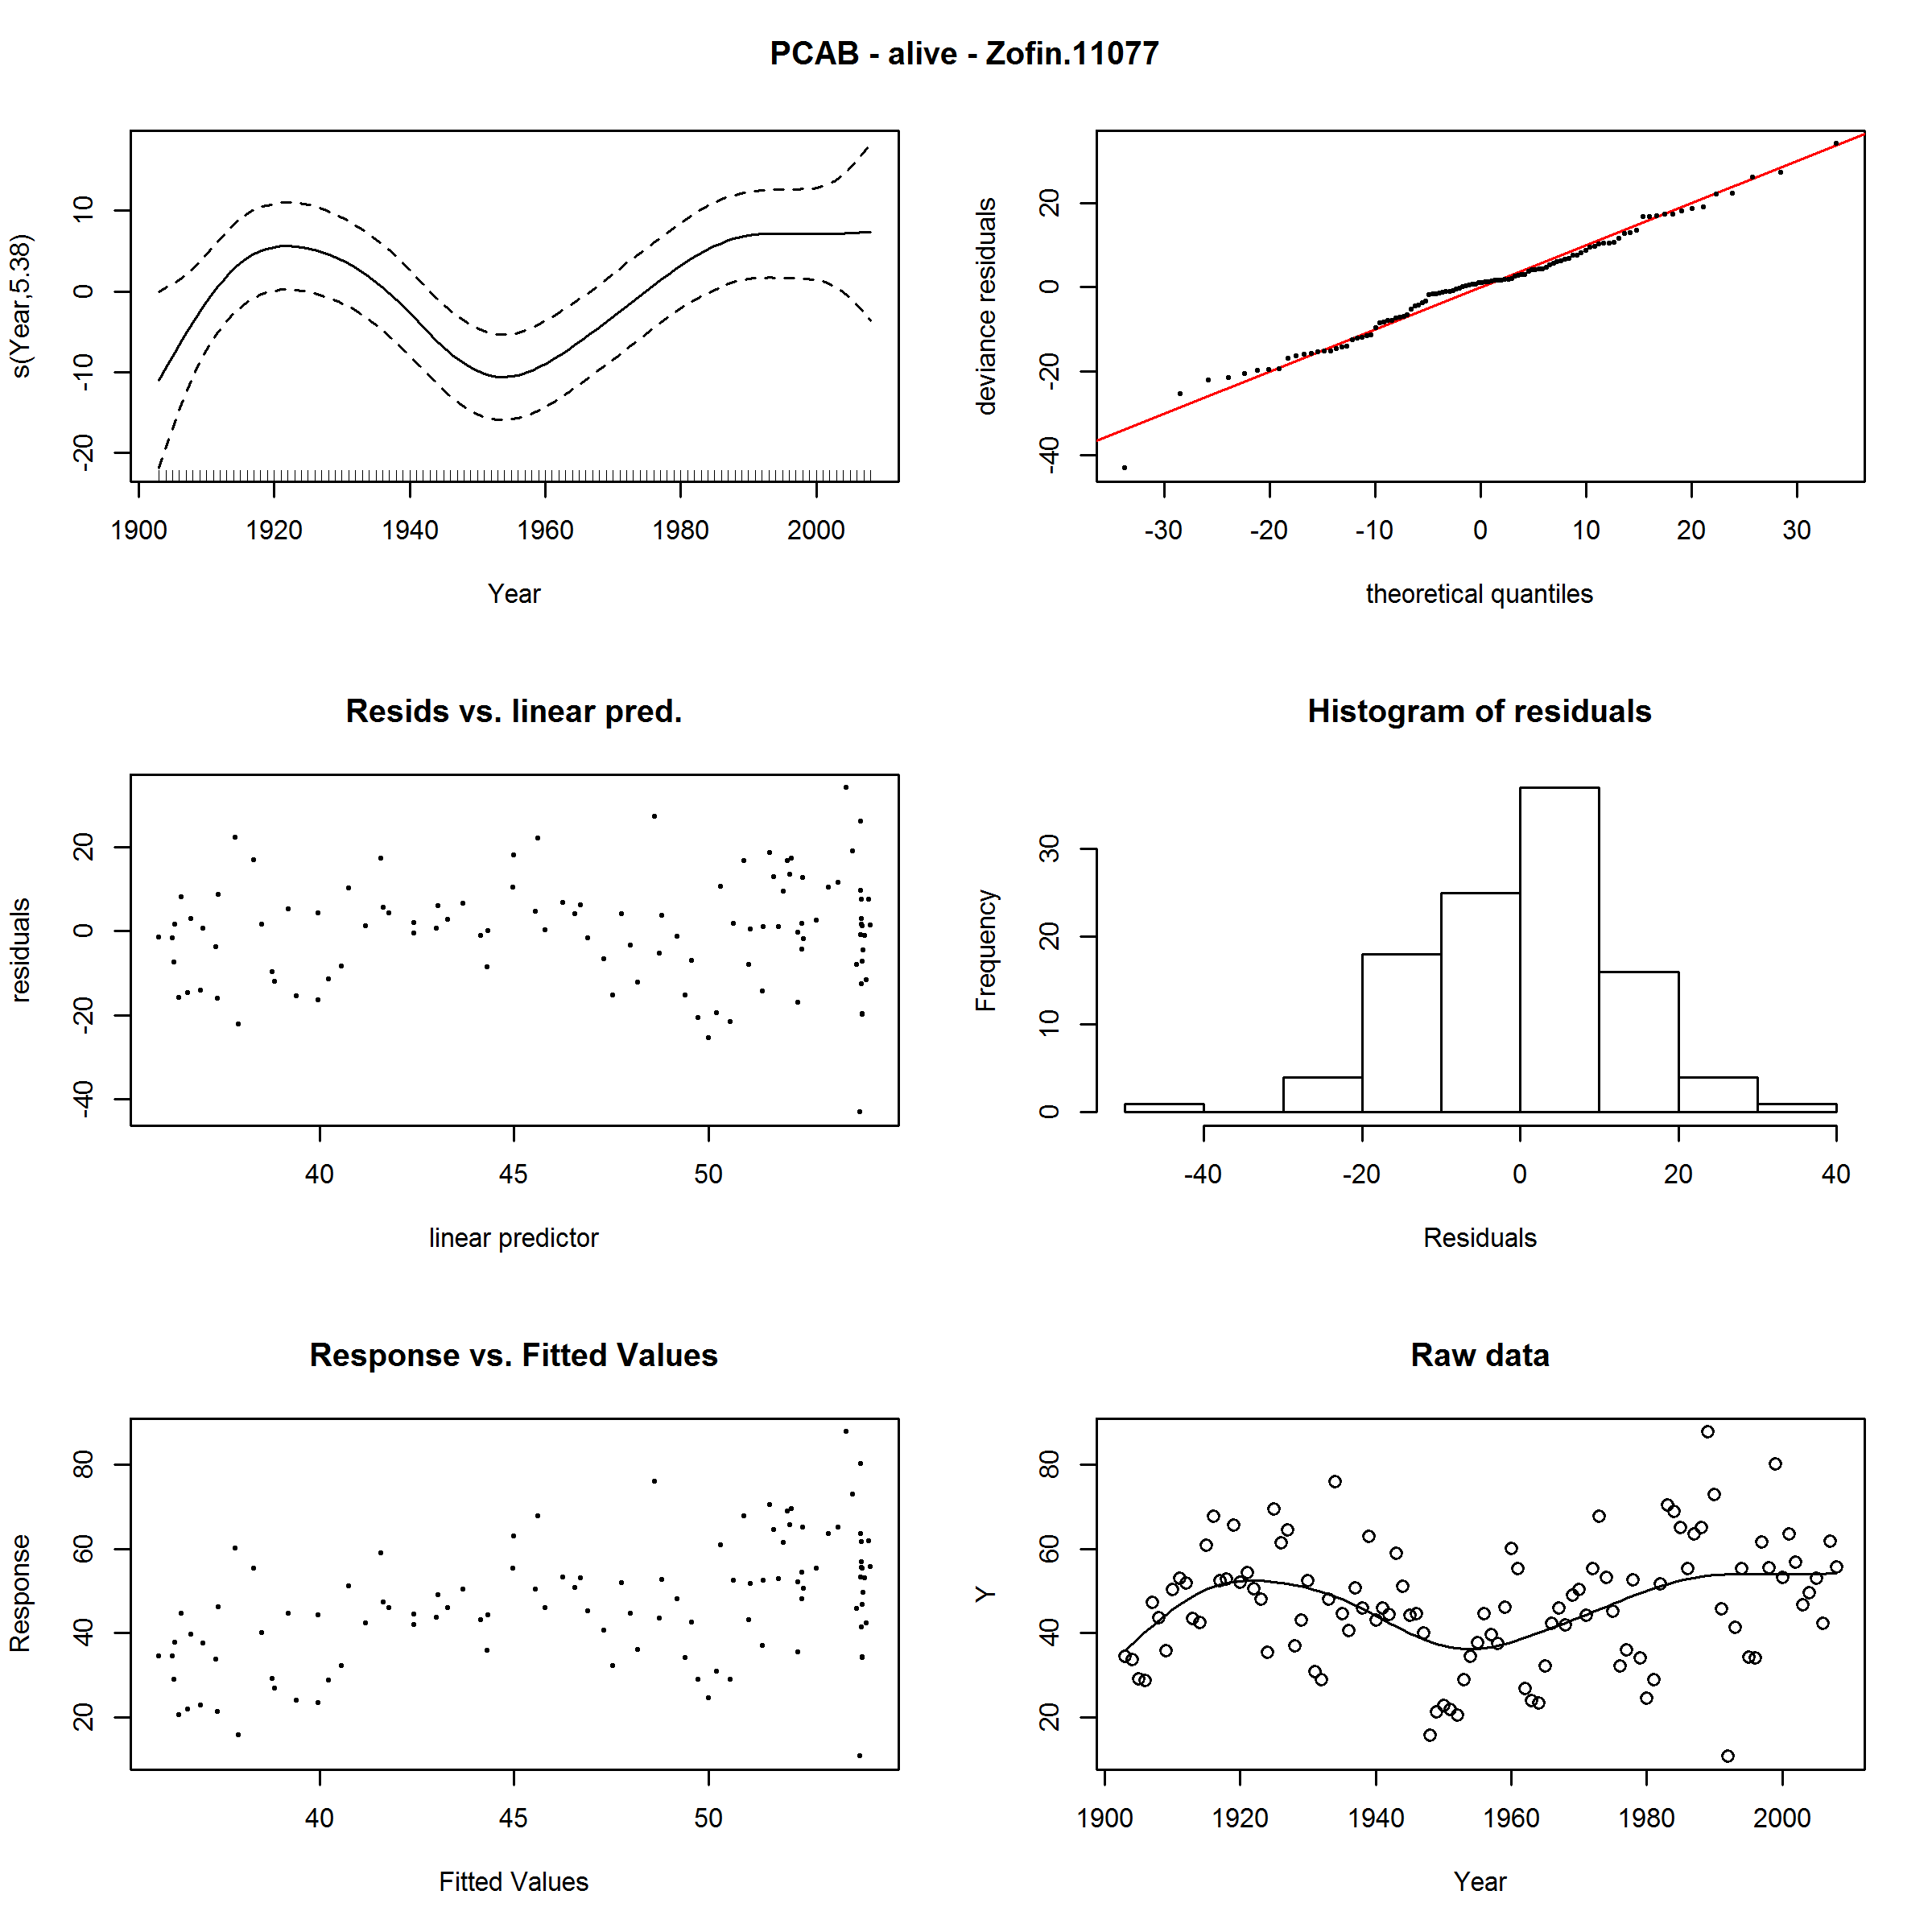 PCAB - alive - Zofin.11077
s(Year,5.38)
-20 -10 0 10
1900 1920 1940 1960 1980 2000
Year
deviance residuals
-40 -20 0 20
-30 -20 -10 0 10 20 30
theoretical quantiles
Resids vs. linear pred.
residuals
-40 -20 0 20
40 45 50
linear predictor
Histogram of residuals
Frequency
0 10 20 30
-40 -20 0 20 40
Residuals
Response vs. Fitted Values
Response
20 40 60 80
40 45 50
Fitted Values
Raw data
Y
20 40 60 80
1900 1920 1940 1960 1980 2000
Year